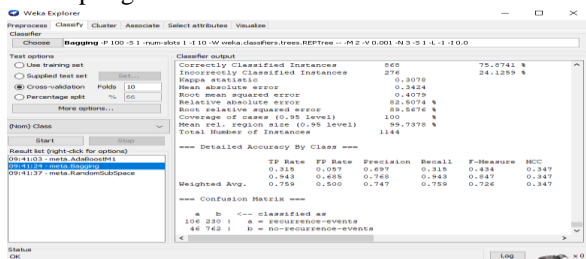 Weka Explorer
Preprocess Classify Cluster Associate Select attributes Visualize
Classifier
Choose Bagging -P 100 -S 1 -num-slots 1 -I 10 -W weka.classifiers.trees.REPTree -- -M 2 -V 0.001 -N 3 -S 1 -L -1 -I 0.0
Test options
Use training set
Supplied test set Set...
Cross-validation Folds 10
Percentage split % 66
More options...
(Nom) Class
Start Stop
Result list (right-click for options)
09:41:03 - meta.AdaBoostM1
09:41:24 - meta.Bagging
09:41:37 - meta.RandomSubSpace
Classifier output
Correctly Classified Instances 868 75.8741 %
Incorrectly Classified Instances 276 24.1259 %
Kappa statistic 0.3078
Mean absolute error 0.3424
Root mean squared error 0.4079
Relative absolute error 82.5074 %
Root relative squared error 89.5676 %
Coverage of cases (0.95 level) 100 %
Mean rel. region size (0.95 level) 99.7378 %
Total Number of Instances 1144
=== Detailed Accuracy By Class ===
TP Rate FP Rate Precision Recall F-Measure MCC
0.315 0.057 0.697 0.315 0.434 0.347
0.943 0.685 0.768 0.943 0.847 0.347
Weighted Avg. 0.759 0.500 0.747 0.759 0.726 0.347
=== Confusion Matrix ===
a b <-- classified as
106 230 | a = recurrence-events
46 762 | b = no-recurrence-events
Status
OK
Log
x 0